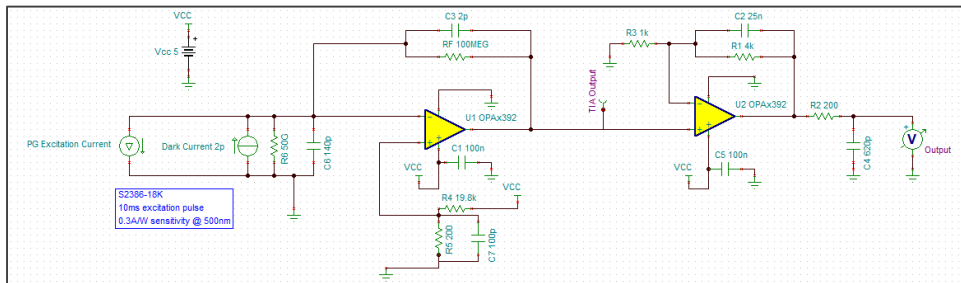 VCC
Vcc 5
C3 2p
RF 100MEG
R3 1k
C2 25n
R1 4k
TIA Output
U1 OPAx392
U2 OPAx392
R2 200
PG Excitation Current
Dark Current 2p
R6 50G
C6 140p
C1 100n
VCC
C5 100n
VCC
C4 620p
V
Output
R4 19.8k
VCC
R5 200
C7 100p
S2386-18K
10ms excitation pulse
0.3A/W sensitivity @ 500nm